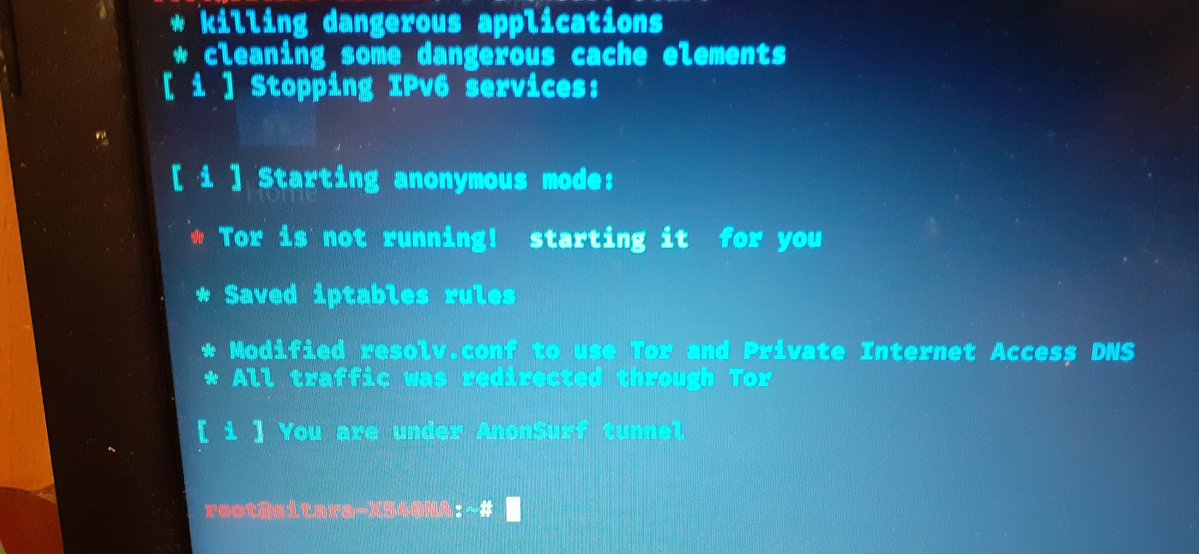 * killing dangerous applications
* cleaning some dangerous cache elements
[ i ] Stopping IPv6 services:
[ i ] Starting anonymous mode:
Home
* Tor is not running!  starting it  for you
* Saved iptables rules
* Modified resolv.conf to use Tor and Private Internet Access DNS
* All traffic was redirected through Tor
[ i ] You are under AnonSurf tunnel
root@sitara-X540NA:~#